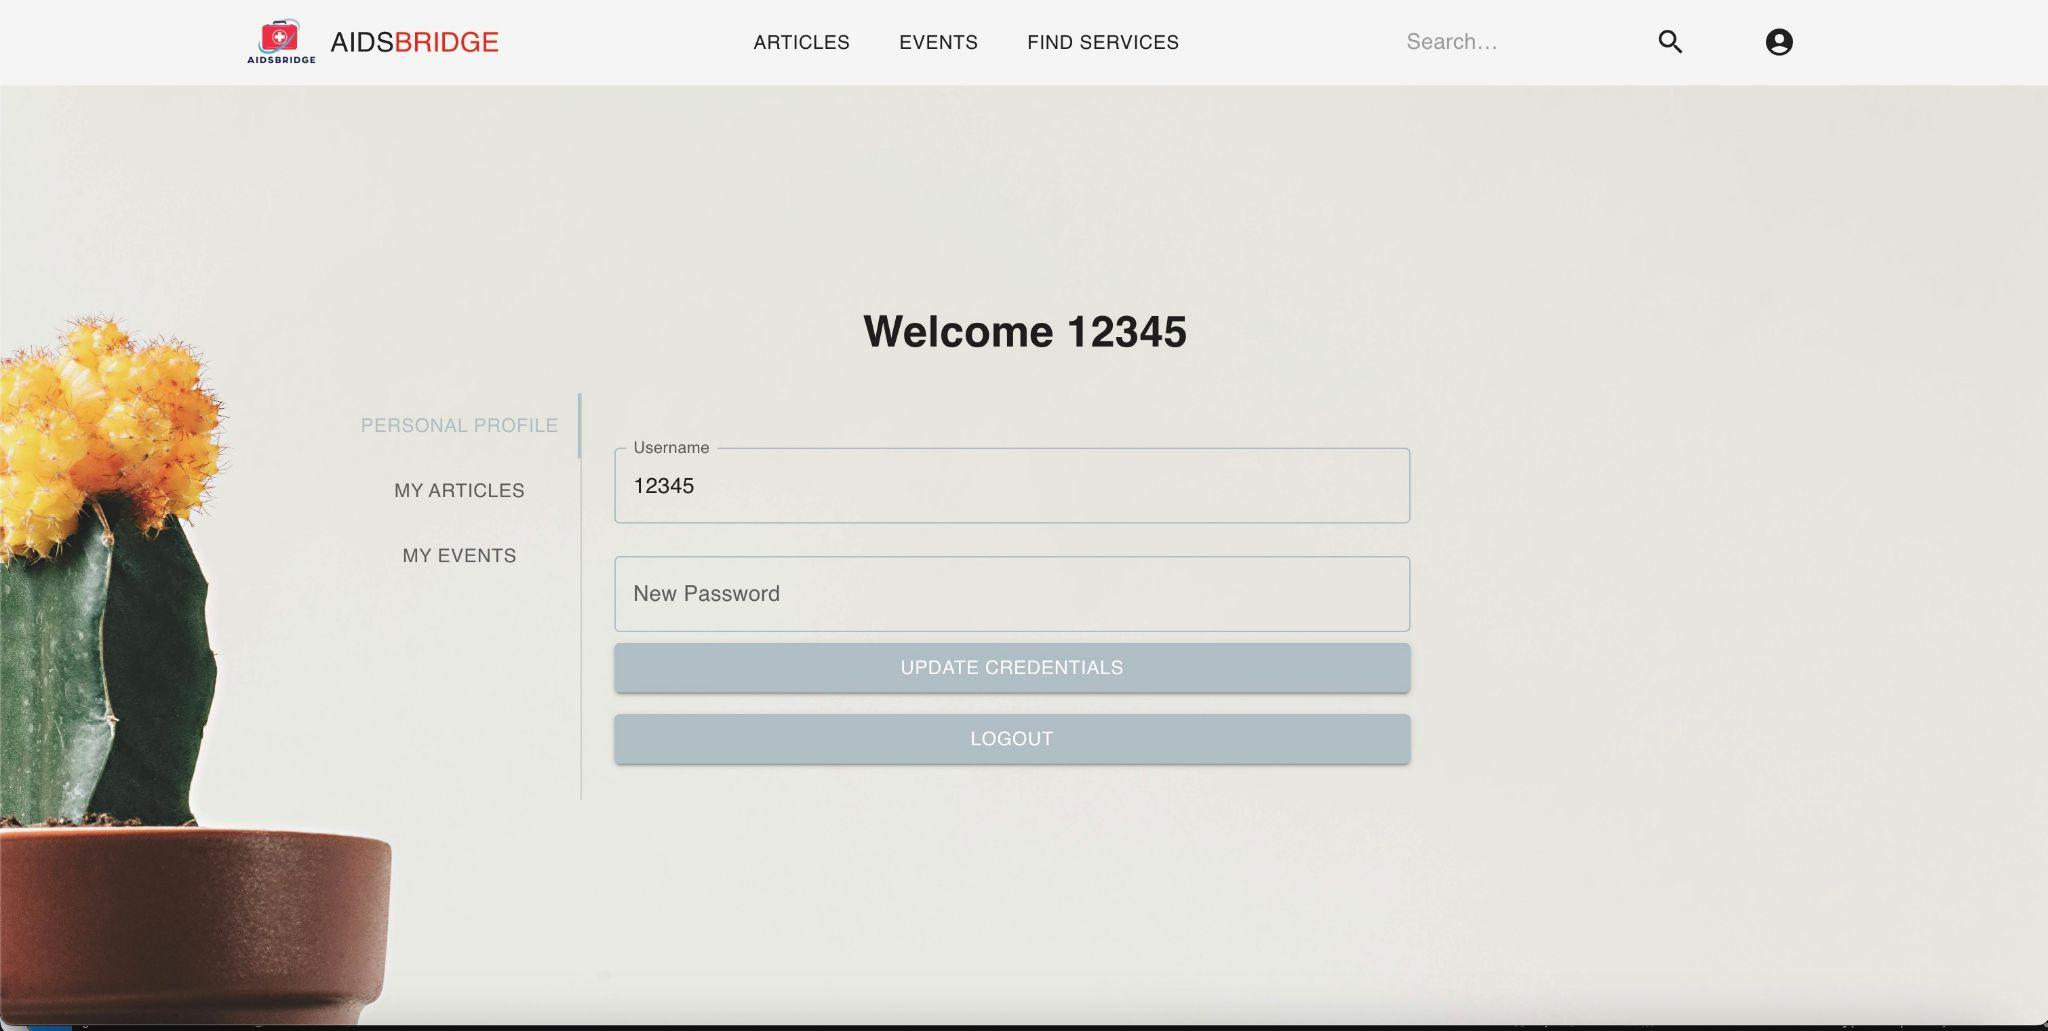 AIDSBRIDGE
AIDSBRIDGE
ARTICLES
EVENTS
FIND SERVICES
Search...
Welcome 12345
PERSONAL PROFILE
MY ARTICLES
MY EVENTS
Username
12345
New Password
UPDATE CREDENTIALS
LOGOUT